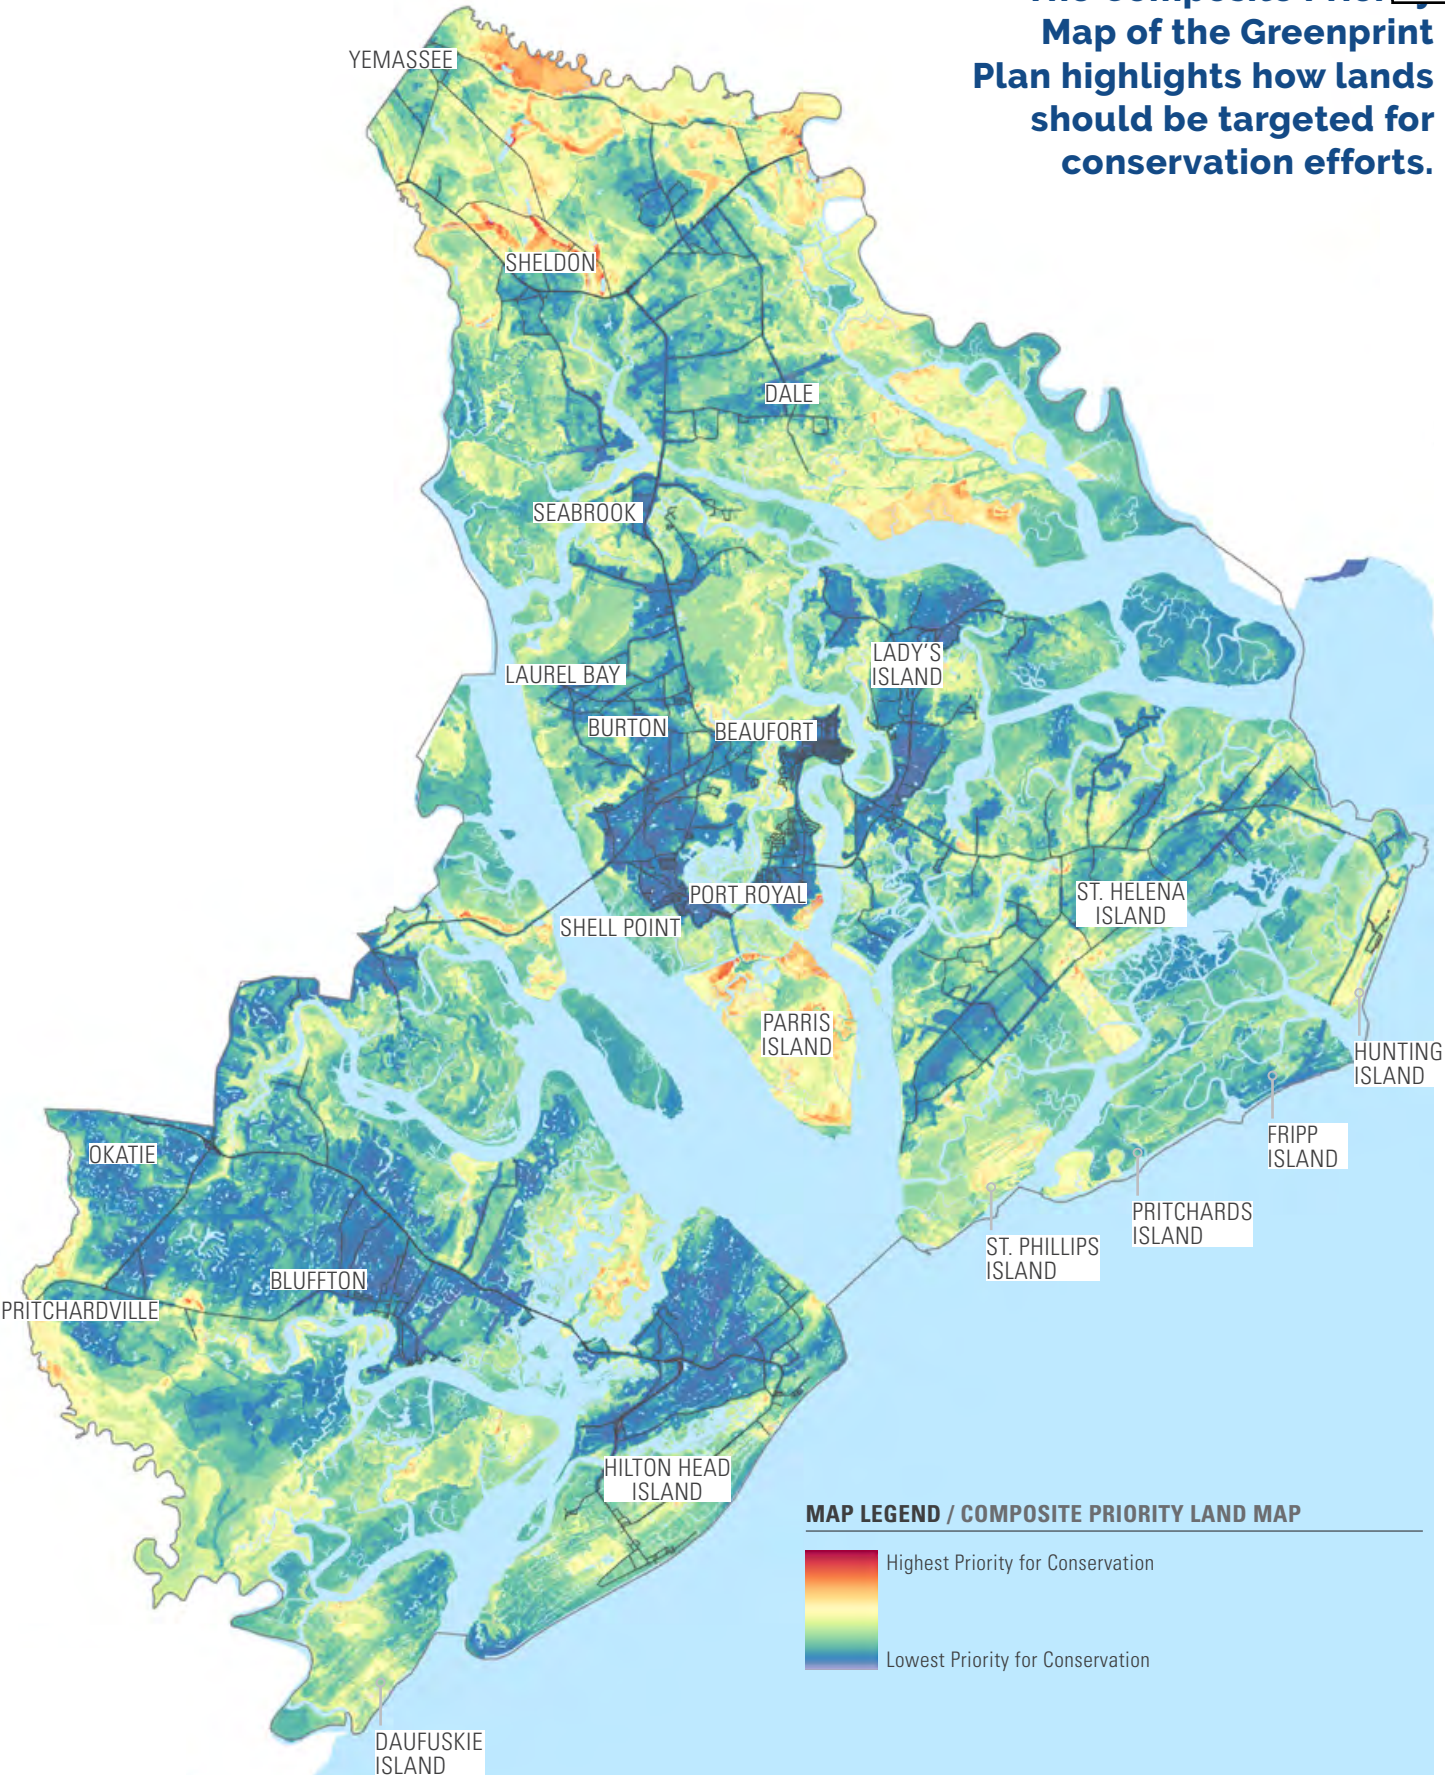 Map of the Greenprint
Plan highlights how lands
should be targeted for
conservation efforts.
YEMASSEE
SHELDON
DALE
SEABROOK
LADY'S
ISLAND
LAUREL BAY
BURTON
BEAUFORT
PORT ROYAL
ST. HELENA
ISLAND
SHELL POINT
PARRIS
ISLAND
HUNTING
ISLAND
FRIPP
ISLAND
OKATIE
PRITCHARDS
ISLAND
ST. PHILLIPS
ISLAND
BLUFFTON
PRITCHARDVILLE
HILTON HEAD
ISLAND
MAP LEGEND / COMPOSITE PRIORITY LAND MAP
Highest Priority for Conservation
Lowest Priority for Conservation
DAUFUSKIE
ISLAND